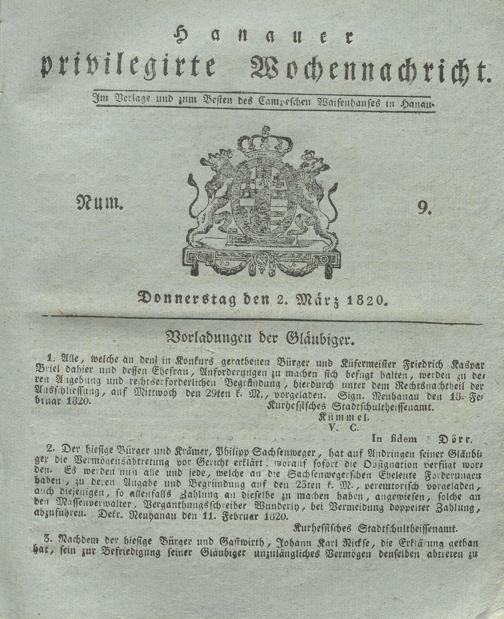 Hanauer
privilegirte Wochennachricht.
Im Verlage und zum Besten des Campeschen Waisenhauses in Hanau.
Num. 9.
Donnerstag den 2. März 1820.
Vorladungen der Gläubiger.
1. Alle, welche an den in Konkurs gerathenen Bürger und Küfermeister Friedrich Kaspar
Briel dahier und dessen Ehefrau, Anforderungen zu machen sich befugt halten, werden zu de-
ren Angebung und rechtserforderlichen Begründung, hierdurch unter dem Rechtsnachtheil der
Ausschliessung, auf Mittwoch den 29ten k. M., vorgeladen. Sign. Neuhanau den 18. Fe-
bruar 1820. Kurhessisches Stadtschultheissenamt.
Kümmel.
V. C.
In fidem Dörr.
2. Der hiesige Bürger und Krämer, Philipp Sachsenweger, hat auf Andringen seiner Gläubi-
ger die Vermögensabtretung vor Gericht erklärt, worauf sofort die Obsignation verfügt wor-
den. Es werden nun alle und jede, welche an die Sachsenwegerschen Eheleute Forderungen
haben, zu deren Angabe und Begründung auf den 23ten k. M., peremtorisch vorgeladen,
auch diejenigen, so allenfalls Zahlung an dieselbe zu machen haben, angewiesen, solche an
den Massenverwalter, Verganthungsschreiber Wunderly, bei Vermeidung doppelter Zahlung,
abzuführen. Dekr. Neuhanau den 11. Februar 1820.
Kurhessisches Stadtschultheissenamt.
3. Nachdem der hiesige Bürger und Gastwirth, Johann Karl Rickse, die Erklärung gethan
hat, sein zur Befriedigung seiner Gläubiger unzulängliches Vermögen denselben abtreten zu